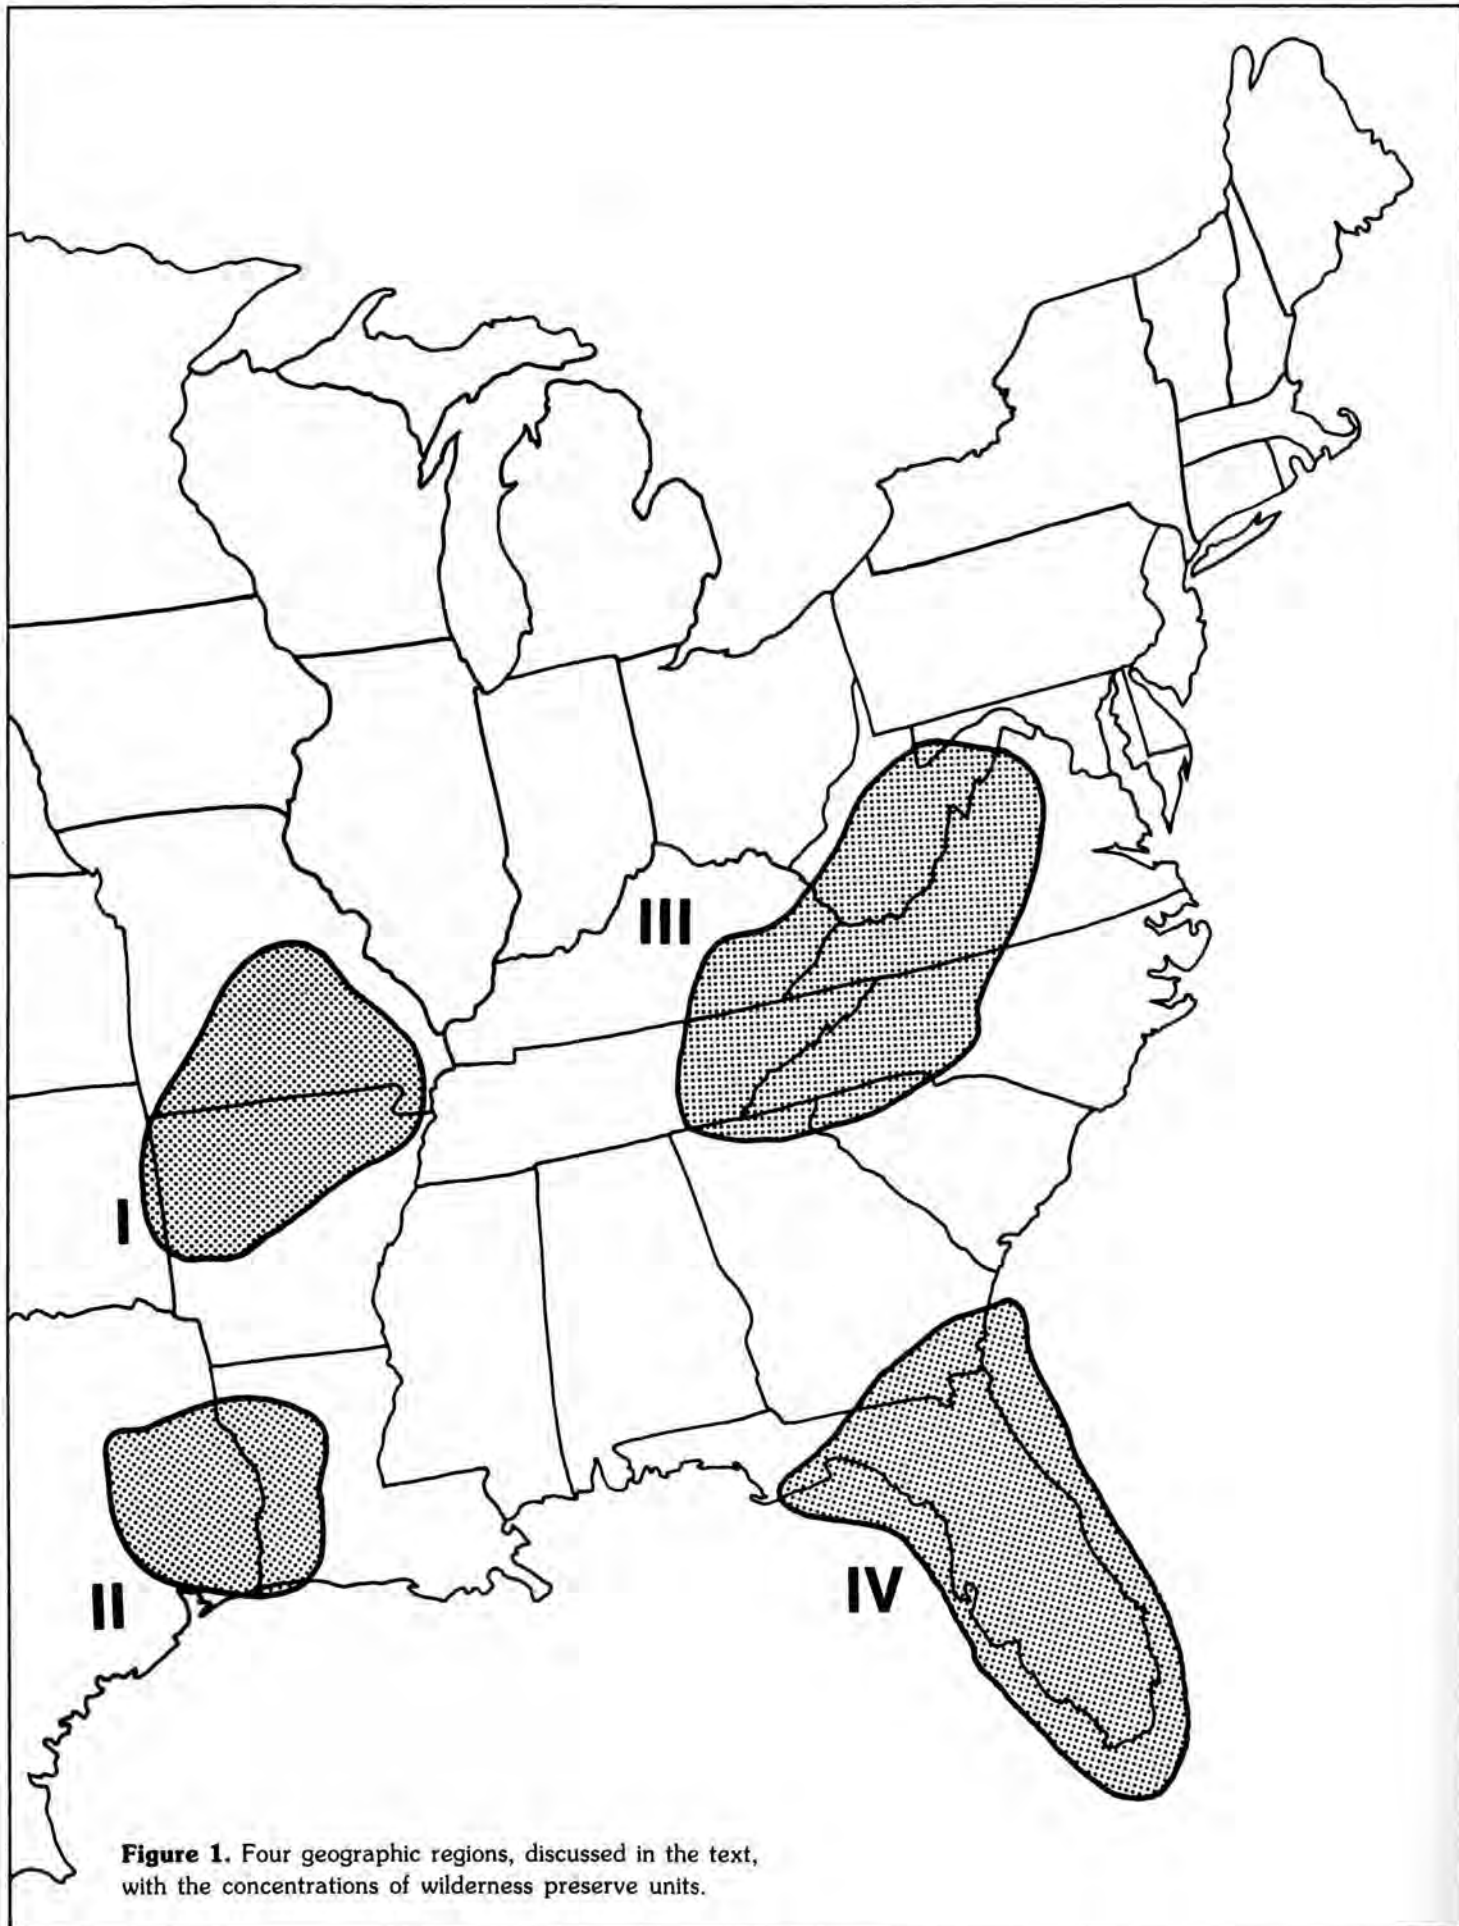 III
I
II
IV
Figure 1. Four geographic regions, discussed in the text,
with the concentrations of wilderness preserve units.